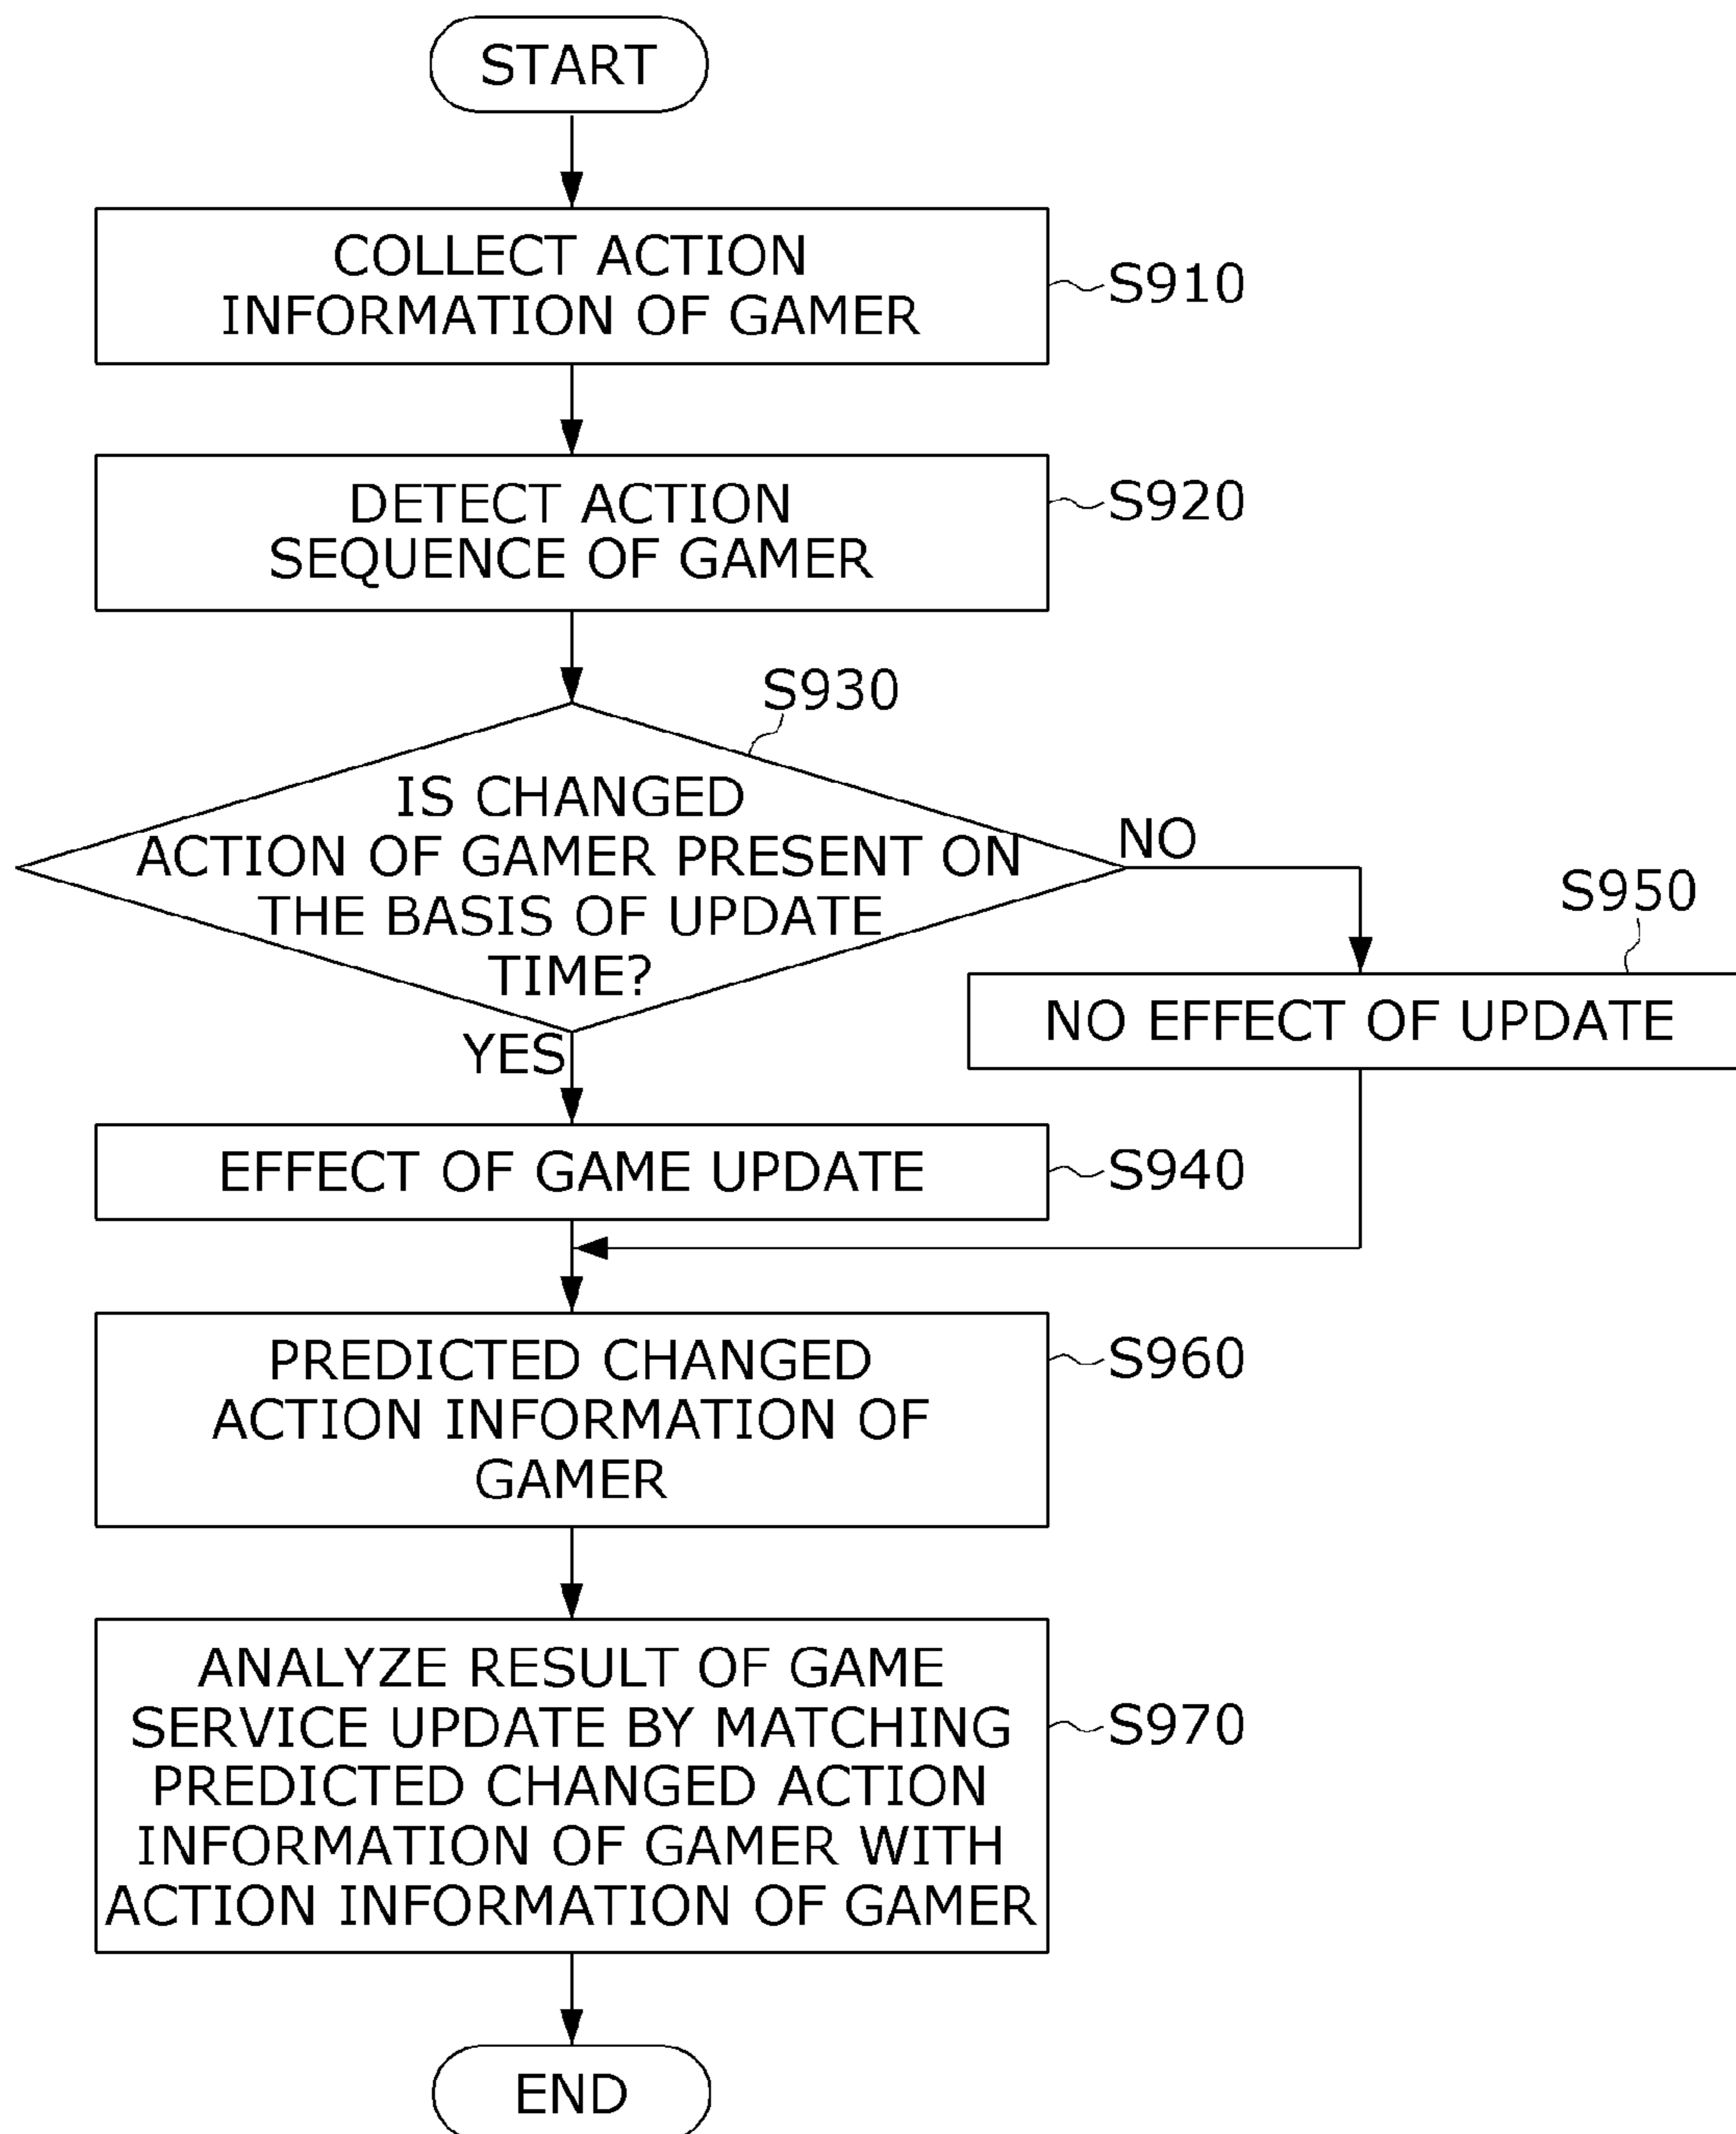 START
COLLECT ACTION
INFORMATION OF GAMER
S910
DETECT ACTION
SEQUENCE OF GAMER
S920
S930
IS CHANGED
ACTION OF GAMER PRESENT ON
THE BASIS OF UPDATE
TIME?
NO
YES
S950
NO EFFECT OF UPDATE
EFFECT OF GAME UPDATE
S940
PREDICTED CHANGED
ACTION INFORMATION OF
GAMER
S960
ANALYZE RESULT OF GAME
SERVICE UPDATE BY MATCHING
PREDICTED CHANGED ACTION
INFORMATION OF GAMER WITH
ACTION INFORMATION OF GAMER
S970
END